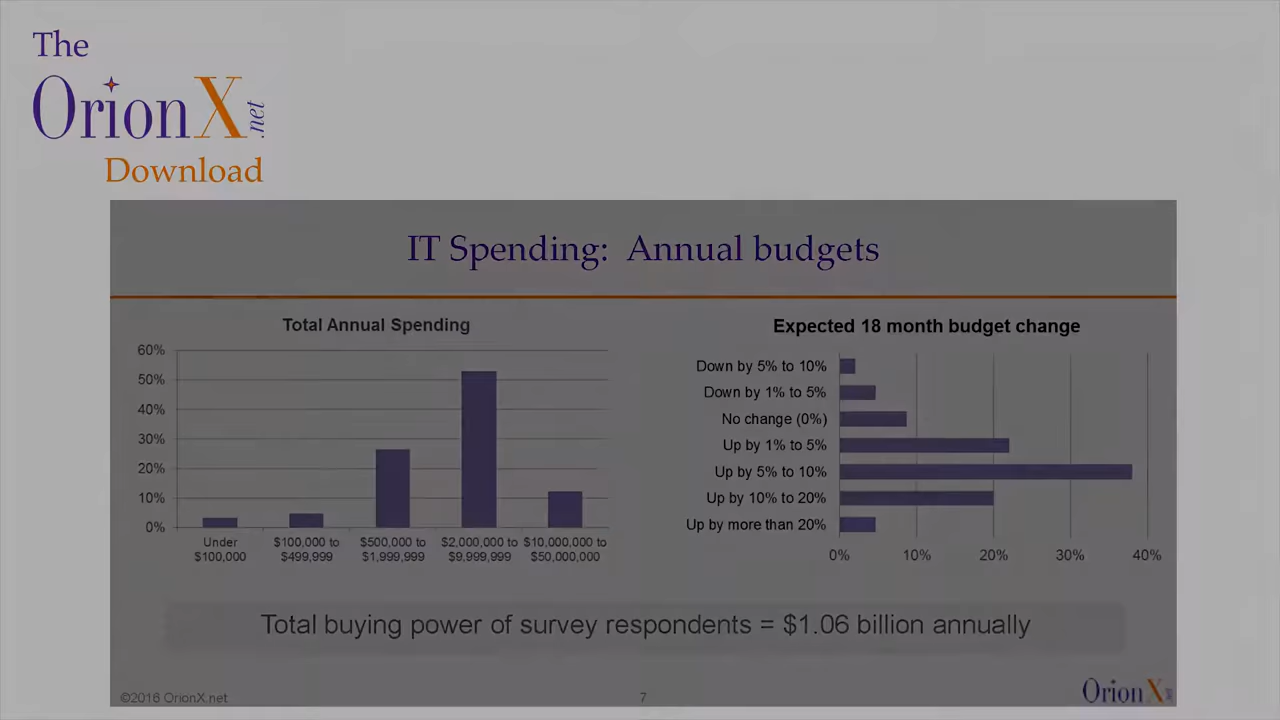 The
OrionX.net
Download
IT Spending: Annual budgets
Total Annual Spending
60%
50%
40%
30%
20%
10%
0%
Under $100,000
$100,000 to $499,999
$500,000 to $1,999,999
$2,000,000 to $9,999,999
$10,000,000 to $50,000,000
Expected 18 month budget change
Down by 5% to 10%
Down by 1% to 5%
No change (0%)
Up by 1% to 5%
Up by 5% to 10%
Up by 10% to 20%
Up by more than 20%
0% 10% 20% 30% 40%
Total buying power of survey respondents = $1.06 billion annually
©2016 OrionX.net
7
OrionX.net